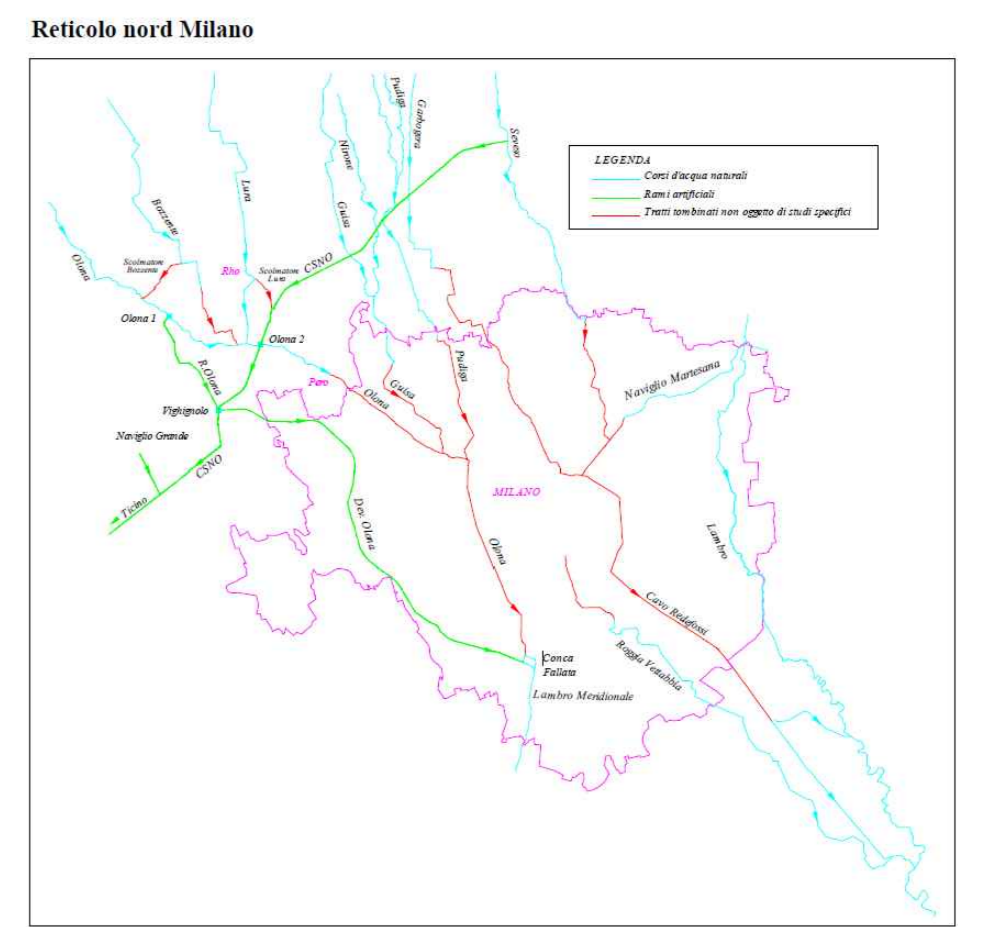 Reticolo nord Milano
Pudiga
Garbogera
Seveso
Nirone
LEGENDA
Corsi d'acqua naturali
Rami artificiali
Tratti tombinati non oggetto di studi specifici
Bozzente
Lura
Guisa
Olona
Scolmatore
Bozzente
Rho
Scolmatore
Lura
CSNO
Olona 1
Olona 2
R.Olona
Pero
Olona
Guisa
Pudiga
Naviglio Martesana
Vighignolo
Naviglio Grande
CSNO
Ticino
MILANO
Dev. Olona
Olona
Lambro
Cavo Redefossi
Roggia Vettabbia
Conca
Fallata
Lambro Meridionale